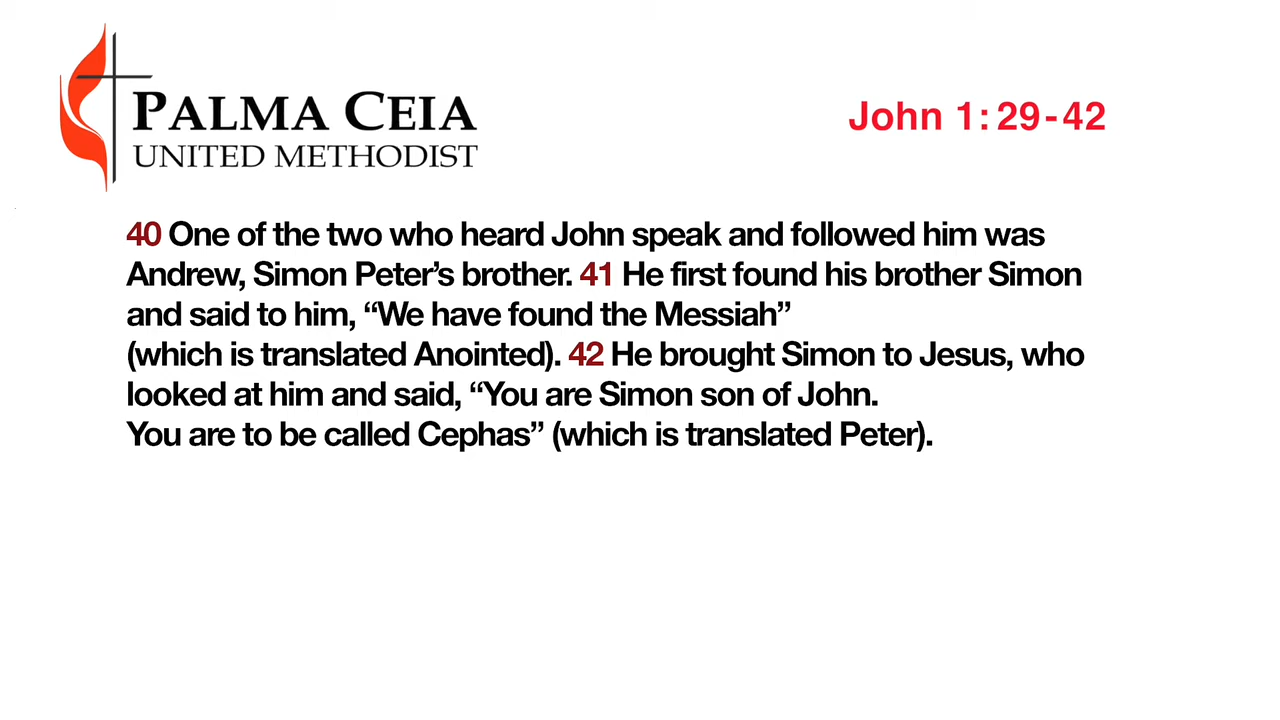 PALMA CEIA
UNITED METHODIST
John 1:29-42
40 One of the two who heard John speak and followed him was
Andrew, Simon Peter’s brother. 41 He first found his brother Simon
and said to him, “We have found the Messiah”
(which is translated Anointed). 42 He brought Simon to Jesus, who
looked at him and said, “You are Simon son of John.
You are to be called Cephas” (which is translated Peter).